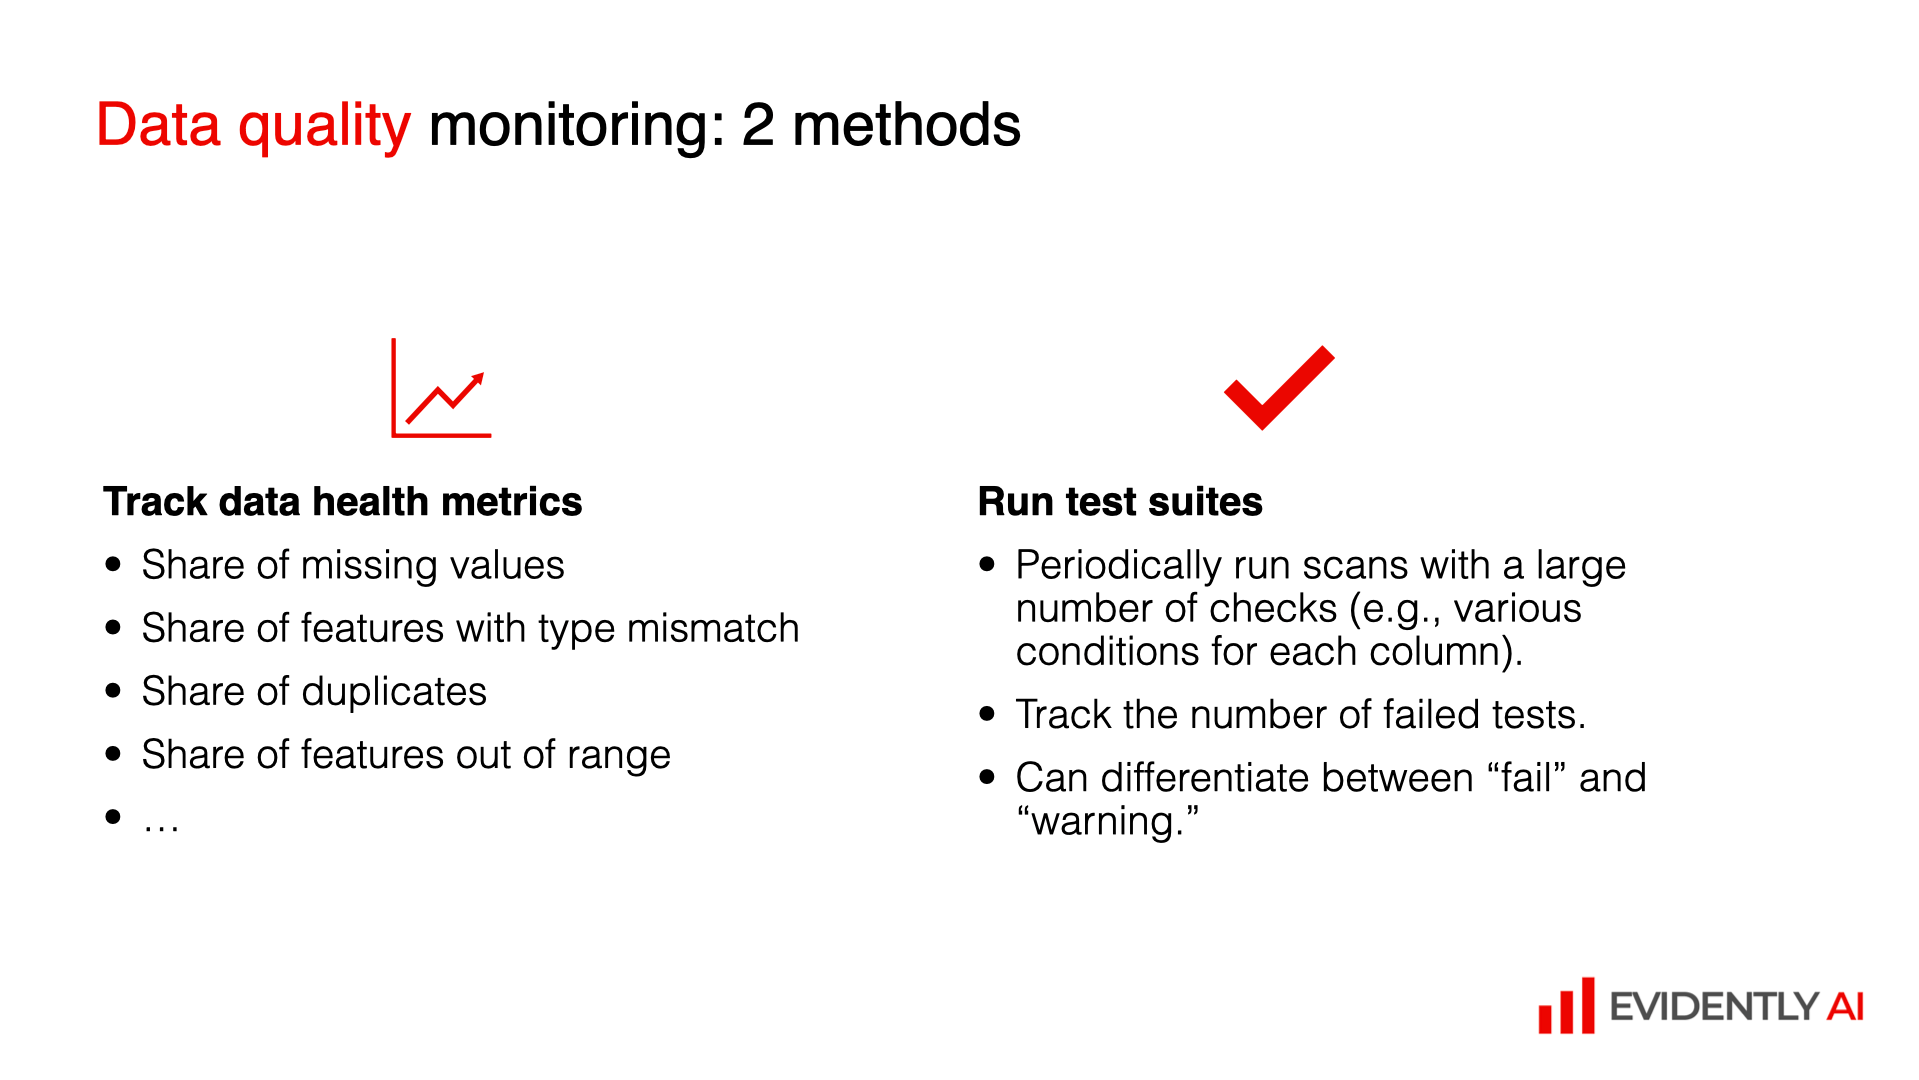 Data quality monitoring: 2 methods
Track data health metrics
• Share of missing values
• Share of features with type mismatch
• Share of duplicates
• Share of features out of range
• …
Run test suites
• Periodically run scans with a large
number of checks (e.g., various
conditions for each column).
• Track the number of failed tests.
• Can differentiate between “fail” and
“warning.”
EVIDENTLY AI